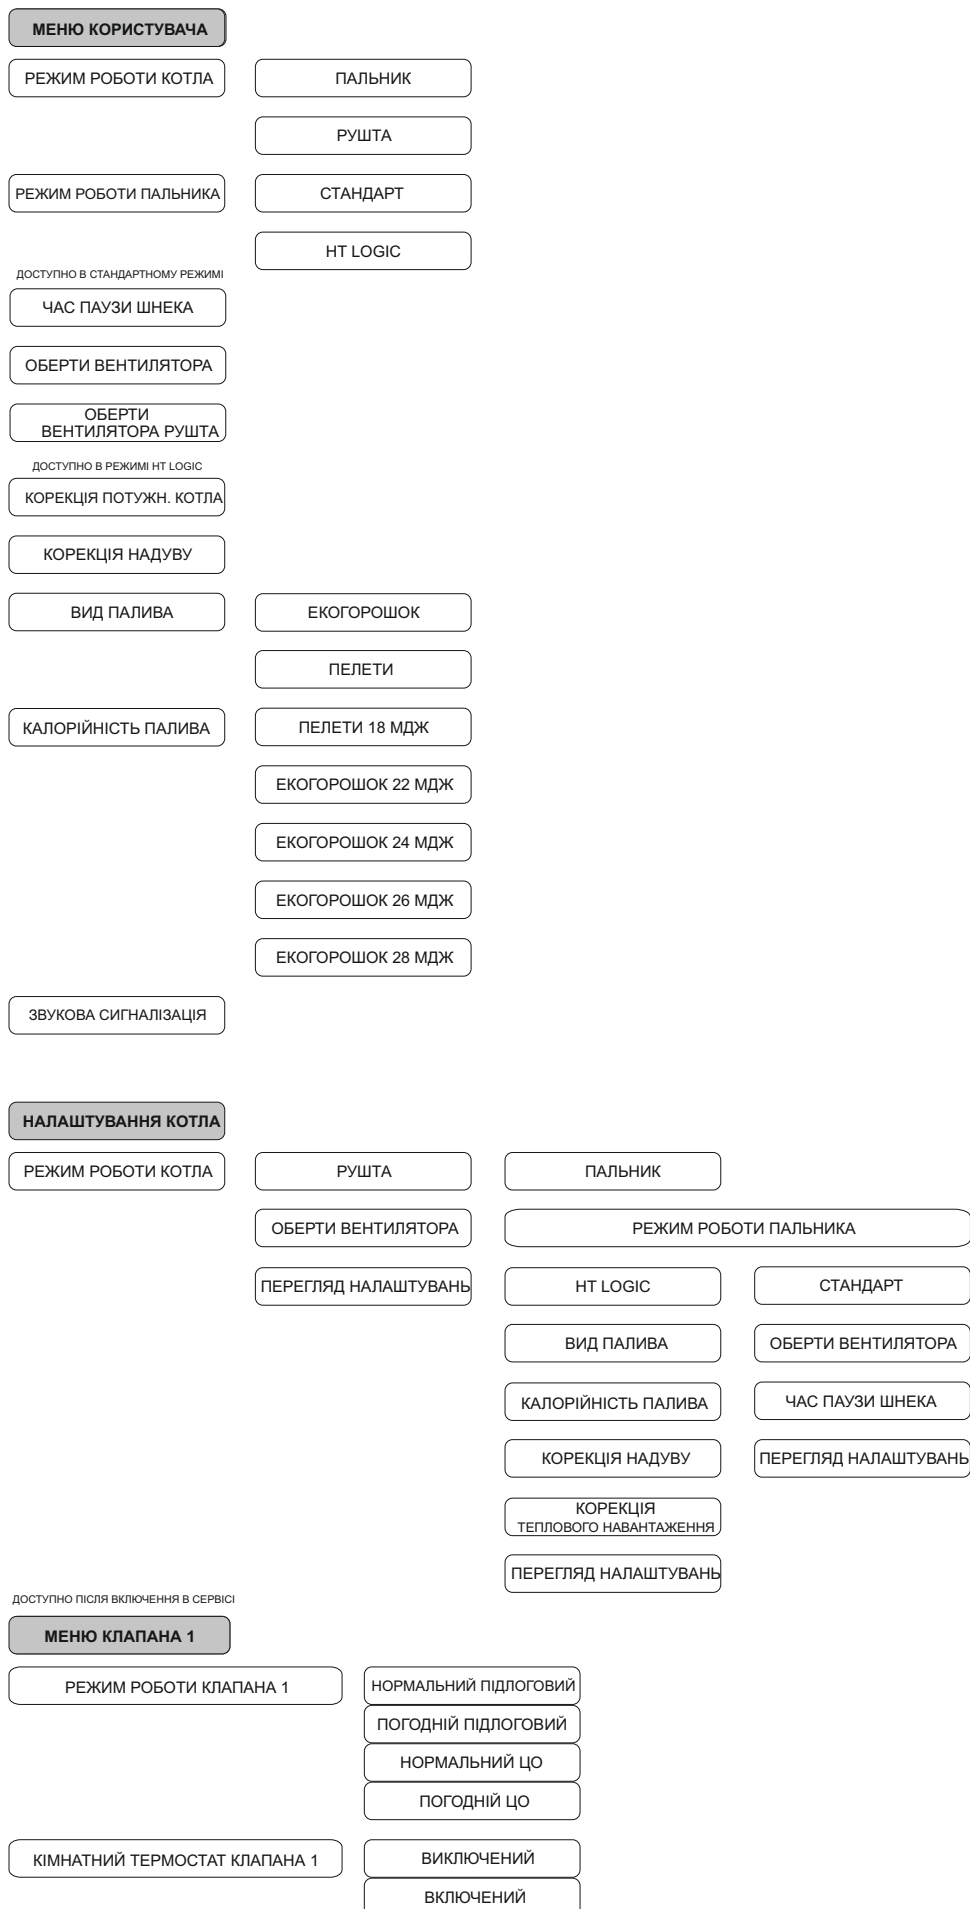 МЕНЮ КОРИСТУВАЧА
РЕЖИМ РОБОТИ КОТЛА
ПАЛЬНИК
РУШТА
РЕЖИМ РОБОТИ ПАЛЬНИКА
СТАНДАРТ
HT LOGIC
ДОСТУПНО В СТАНДАРТНОМУ РЕЖИМІ
ЧАС ПАУЗИ ШНЕКА
ОБЕРТИ ВЕНТИЛЯТОРА
ОБЕРТИ
ВЕНТИЛЯТОРА РУШТА
ДОСТУПНО В РЕЖИМІ HT LOGIC
КОРЕКЦІЯ ПОТУЖН. КОТЛА
КОРЕКЦІЯ НАДУВУ
ВИД ПАЛИВА
ЕКОГОРОШОК
ПЕЛЕТИ
КАЛОРІЙНІСТЬ ПАЛИВА
ПЕЛЕТИ 18 МДЖ
ЕКОГОРОШОК 22 МДЖ
ЕКОГОРОШОК 24 МДЖ
ЕКОГОРОШОК 26 МДЖ
ЕКОГОРОШОК 28 МДЖ
ЗВУКОВА СИГНАЛІЗАЦІЯ
НАЛАШТУВАННЯ КОТЛА
РЕЖИМ РОБОТИ КОТЛА
РУШТА
ПАЛЬНИК
ОБЕРТИ ВЕНТИЛЯТОРА
РЕЖИМ РОБОТИ ПАЛЬНИКА
ПЕРЕГЛЯД НАЛАШТУВАНЬ
HT LOGIC
СТАНДАРТ
ВИД ПАЛИВА
ОБЕРТИ ВЕНТИЛЯТОРА
КАЛОРІЙНІСТЬ ПАЛИВА
ЧАС ПАУЗИ ШНЕКА
КОРЕКЦІЯ НАДУВУ
ПЕРЕГЛЯД НАЛАШТУВАНЬ
КОРЕКЦІЯ
ТЕПЛОВОГО НАВАНТАЖЕННЯ
ПЕРЕГЛЯД НАЛАШТУВАНЬ
ДОСТУПНО ПІСЛЯ ВКЛЮЧЕННЯ В СЕРВІСІ
МЕНЮ КЛАПАНА 1
РЕЖИМ РОБОТИ КЛАПАНА 1
НОРМАЛЬНИЙ ПІДЛОГОВИЙ
ПОГОДНІЙ ПІДЛОГОВИЙ
НОРМАЛЬНИЙ ЦО
ПОГОДНІЙ ЦО
КІМНАТНИЙ ТЕРМОСТАТ КЛАПАНА 1
ВИКЛЮЧЕНИЙ
ВКЛЮЧЕНИЙ